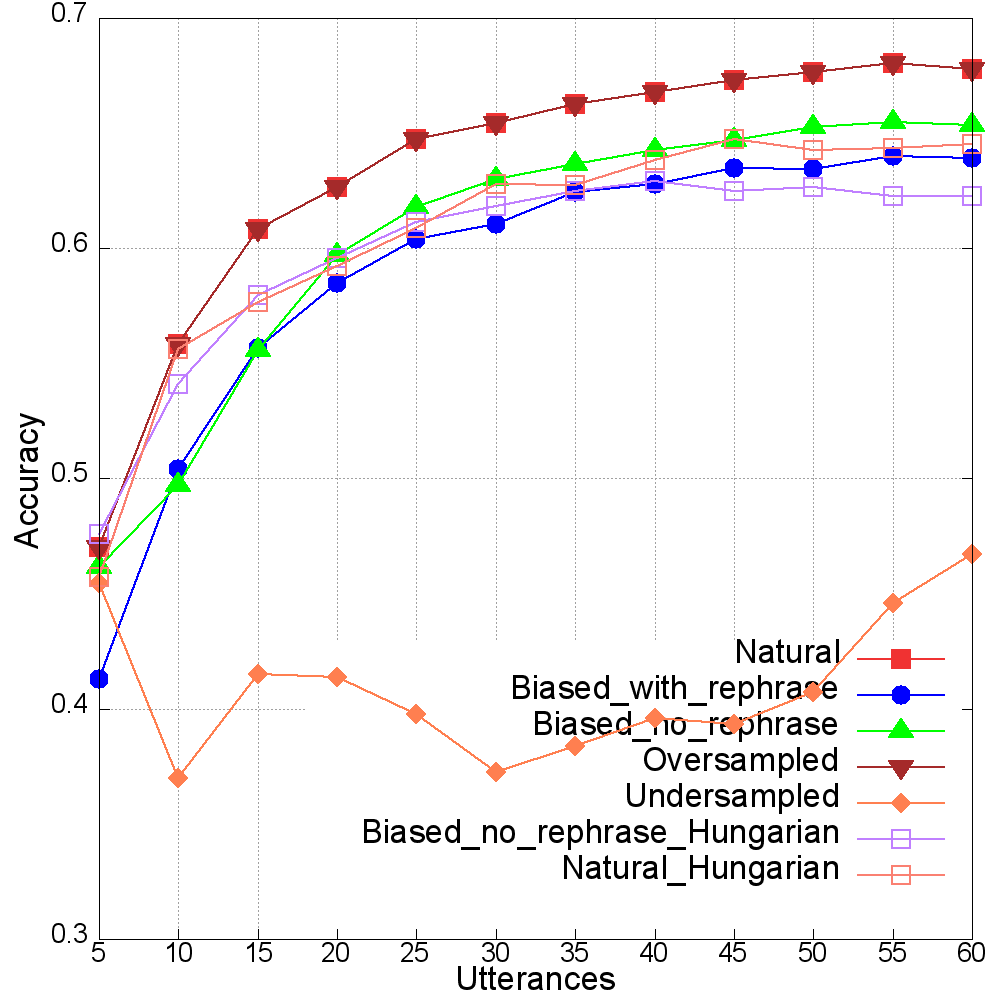 0.7
0.6
0.5
0.4
0.3
Accuracy
Natural
Biased_with_rephrase
Biased_no_rephrase
Oversampled
Undersampled
Biased_no_rephrase_Hungarian
Natural_Hungarian
5 10 15 20 25 30 35 40 45 50 55 60
Utterances